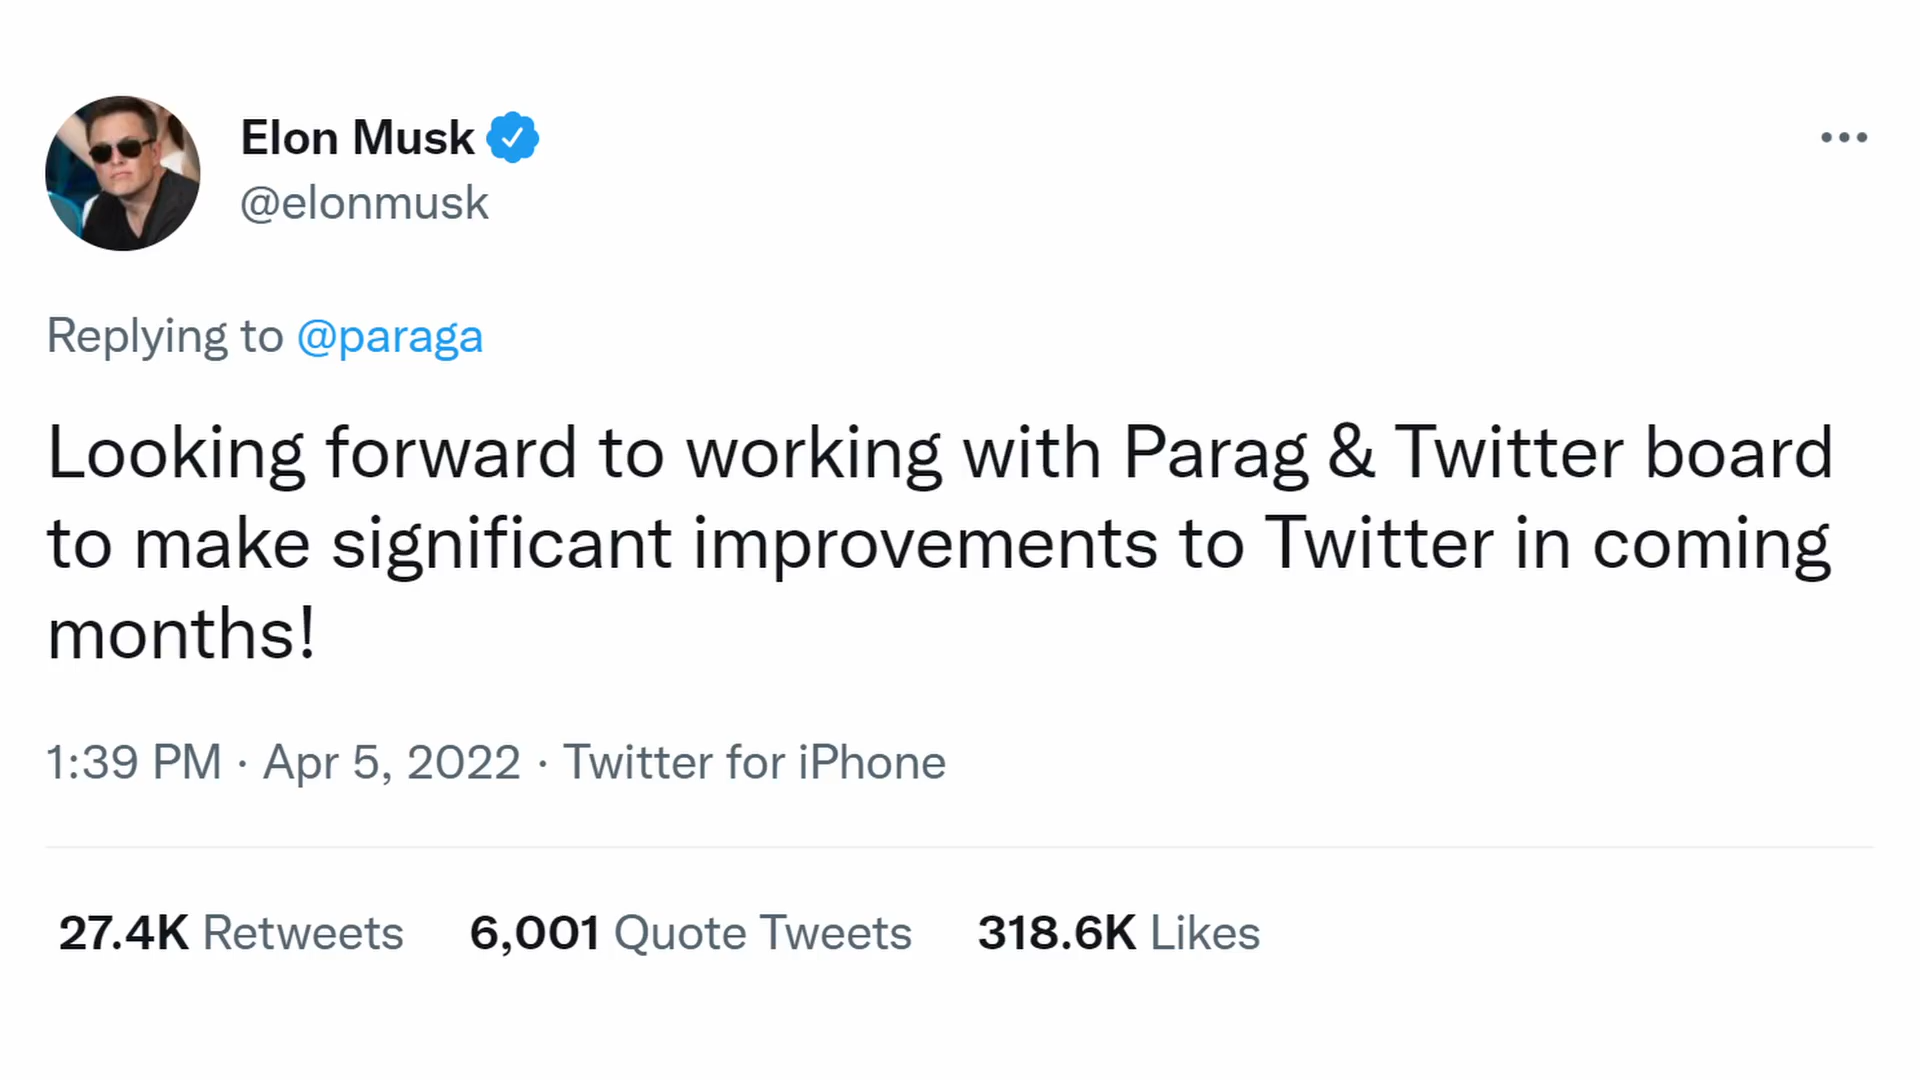 Elon Musk
@elonmusk
Replying to @paraga
Looking forward to working with Parag & Twitter board
to make significant improvements to Twitter in coming
months!
1:39 PM · Apr 5, 2022 · Twitter for iPhone
27.4K Retweets 6,001 Quote Tweets 318.6K Likes